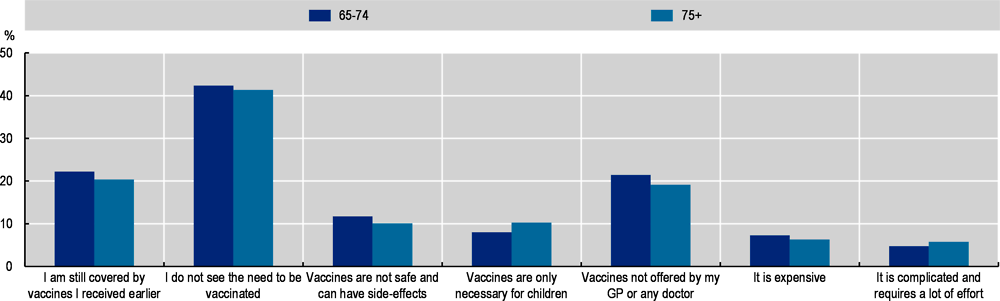 65-74
75+
%
50
40
30
20
10
0
I am still covered by
vaccines I received earlier
I do not see the need to be
vaccinated
Vaccines are not safe and
can have side-effects
Vaccines are only
necessary for children
Vaccines not offered by my
GP or any doctor
It is expensive
It is complicated and
requires a lot of effort